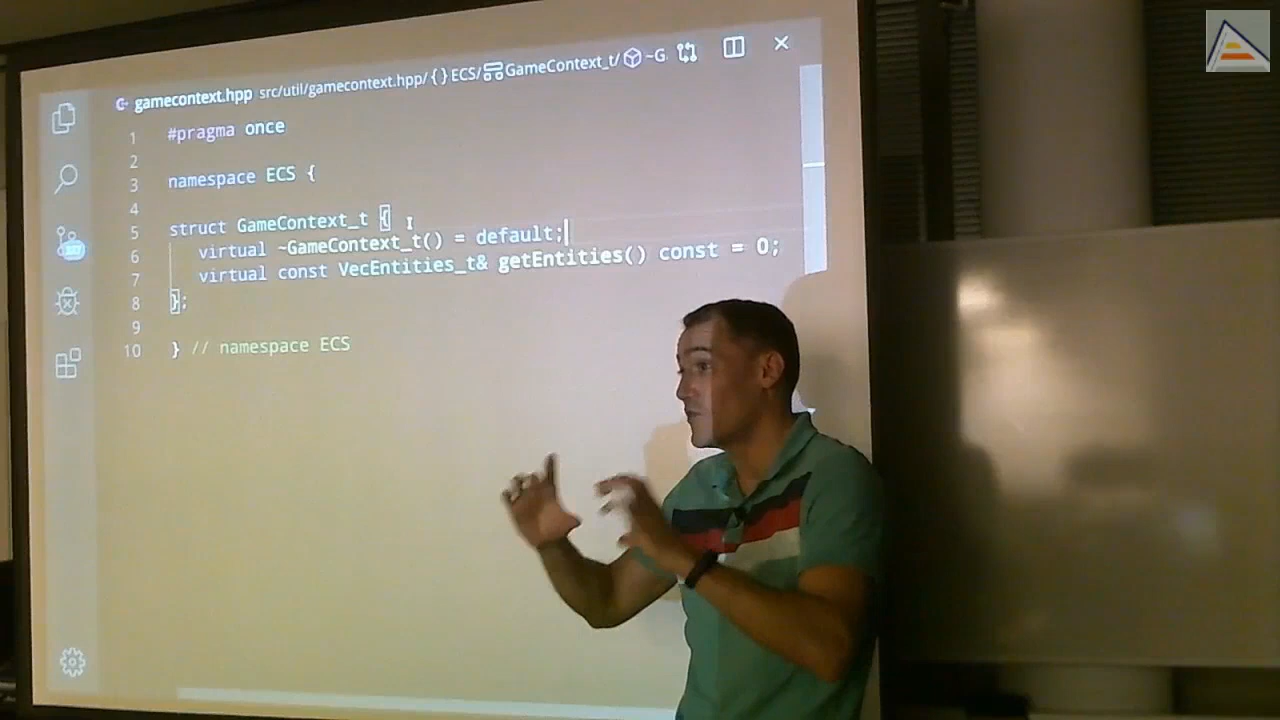 gamecontext.hpp src/util/gamecontext.hpp/{ } ECS/ GameContext_t/ ~G
1 #pragma once
2
3 namespace ECS {
4
5 struct GameContext_t {
6 virtual ~GameContext_t() = default;
7 virtual const VecEntities_t& getEntities() const = 0;
8 };
9
10 } // namespace ECS